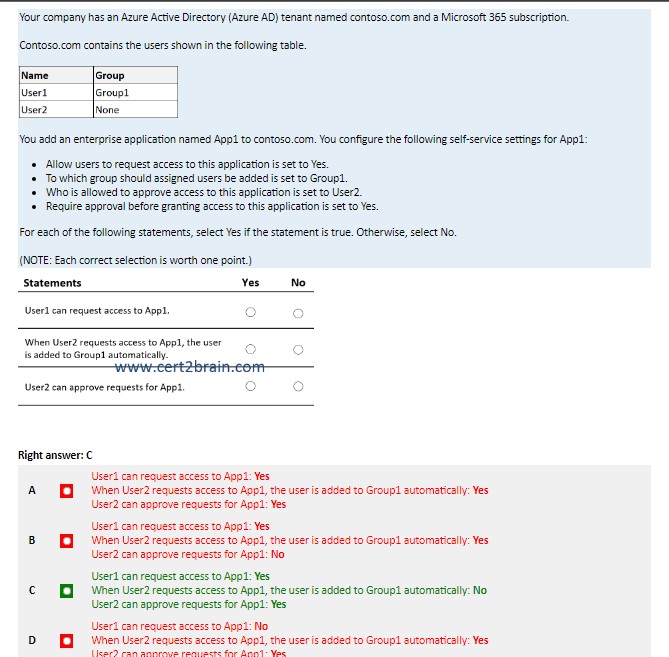 Your company has an Azure Active Directory (Azure AD) tenant named contoso.com and a Microsoft 365 subscription.
Contoso.com contains the users shown in the following table.
Name Group
User1 Group1
User2 None
You add an enterprise application named App1 to contoso.com. You configure the following self-service settings for App1:
• Allow users to request access to this application is set to Yes.
• To which group should assigned users be added is set to Group1.
• Who is allowed to approve access to this application is set to User2.
• Require approval before granting access to this application is set to Yes.
For each of the following statements, select Yes if the statement is true. Otherwise, select No.
(NOTE: Each correct selection is worth one point.)
Statements Yes No
User1 can request access to App1.
When User2 requests access to App1, the user
is added to Group1 automatically.
www.cert2brain.com
User2 can approve requests for App1.
Right answer: C
User1 can request access to App1: Yes
A When User2 requests access to App1, the user is added to Group1 automatically: Yes
User2 can approve requests for App1: Yes
User1 can request access to App1: Yes
B When User2 requests access to App1, the user is added to Group1 automatically: Yes
User2 can approve requests for App1: No
User1 can request access to App1: Yes
C When User2 requests access to App1, the user is added to Group1 automatically: No
User2 can approve requests for App1: Yes
User1 can request access to App1: No
D When User2 requests access to App1, the user is added to Group1 automatically: Yes
User2 can approve requests for App1: Yes